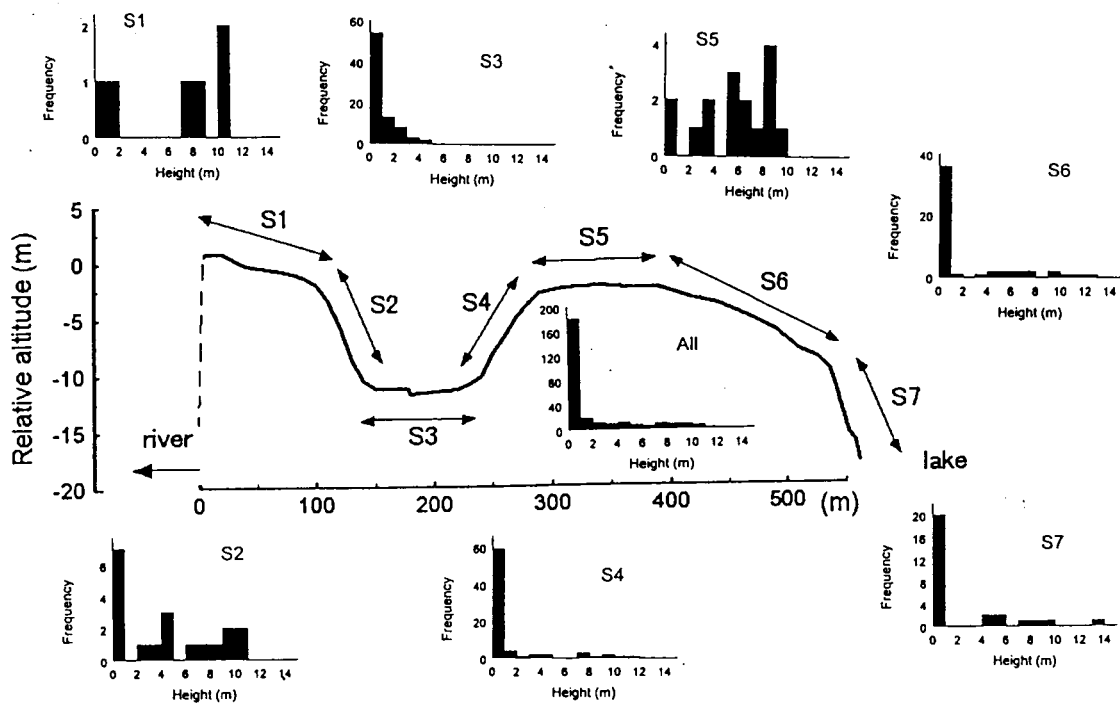 S1
2
1
0
Frequency
0 2 4 6 8 10 12 14
Height (m)
S3
60
40
20
0
Frequency
0 2 4 6 8 10 12 14
Height (m)
S5
4
2
0
Frequency
0 2 4 6 8 10 12 14
Height (m)
S6
40
20
0
Frequency
0 2 4 6 8 10 12 14
Height (m)
Relative altitude (m)
5
0
-5
-10
-15
-20
S1
S2
S3
S4
S5
S6
S7
river
lake
0 100 200 300 400 500 (m)
All
200
160
120
80
40
0
Frequency
0 2 4 6 8 10 12 14
Height (m)
S2
6
4
2
0
Frequency
0 2 4 6 8 10 12 14
Height (m)
S4
60
40
20
0
Frequency
0 2 4 6 8 10 12 14
Height (m)
S7
20
16
12
8
4
0
Frequency
0 2 4 6 8 10 12 14
Height (m)